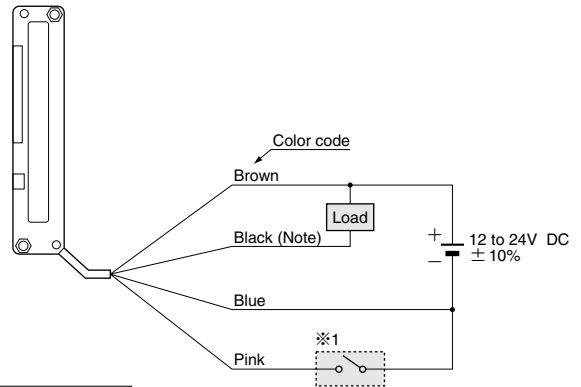 Color code
Brown
Load
Black (Note)
+
12 to 24V DC
−
± 10%
Blue
※1
Pink